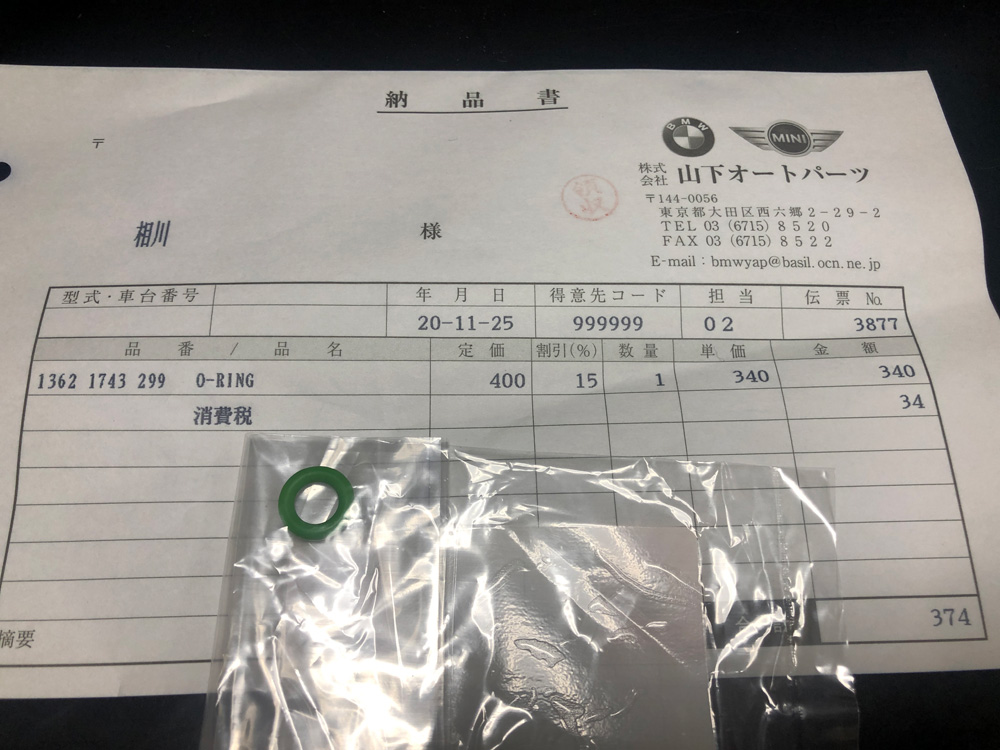 納品書
〒
BMW
MINI
株式会社 山下オートパーツ
〒144-0056
東京都大田区西六郷2-29-2
TEL 03 (6715) 8520
FAX 03 (6715) 8522
E-mail : bmwyap@basil.ocn.ne.jp
領収
相川 様
型式・車台番号 年月日 得意先コード 担当 伝票 No.
20-11-25 999999 02 3877
品番/品名 定価 割引(%) 数量 単価 金額
1362 1743 299 O-RING 400 15 1 340 340
消費税 34
374
摘要